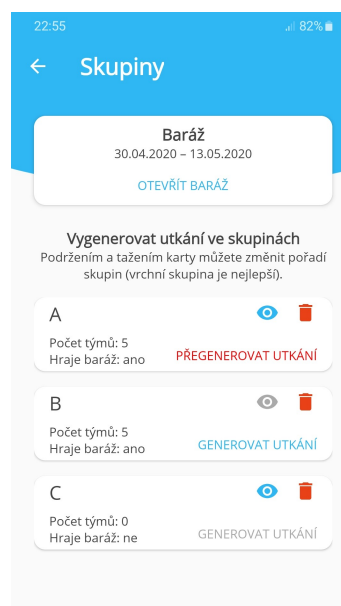 22:55 82%
Skupiny
Baráž
30.04.2020 – 13.05.2020
OTEVŘÍT BARÁŽ
Vygenerovat utkání ve skupinách
Podržením a tažením karty můžete změnit pořadí
skupin (vrchní skupina je nejlepší).
A
Počet týmů: 5
Hraje baráž: ano PŘEGENEROVAT UTKÁNÍ
B
Počet týmů: 5
Hraje baráž: ano GENEROVAT UTKÁNÍ
C
Počet týmů: 0
Hraje baráž: ne GENEROVAT UTKÁNÍ